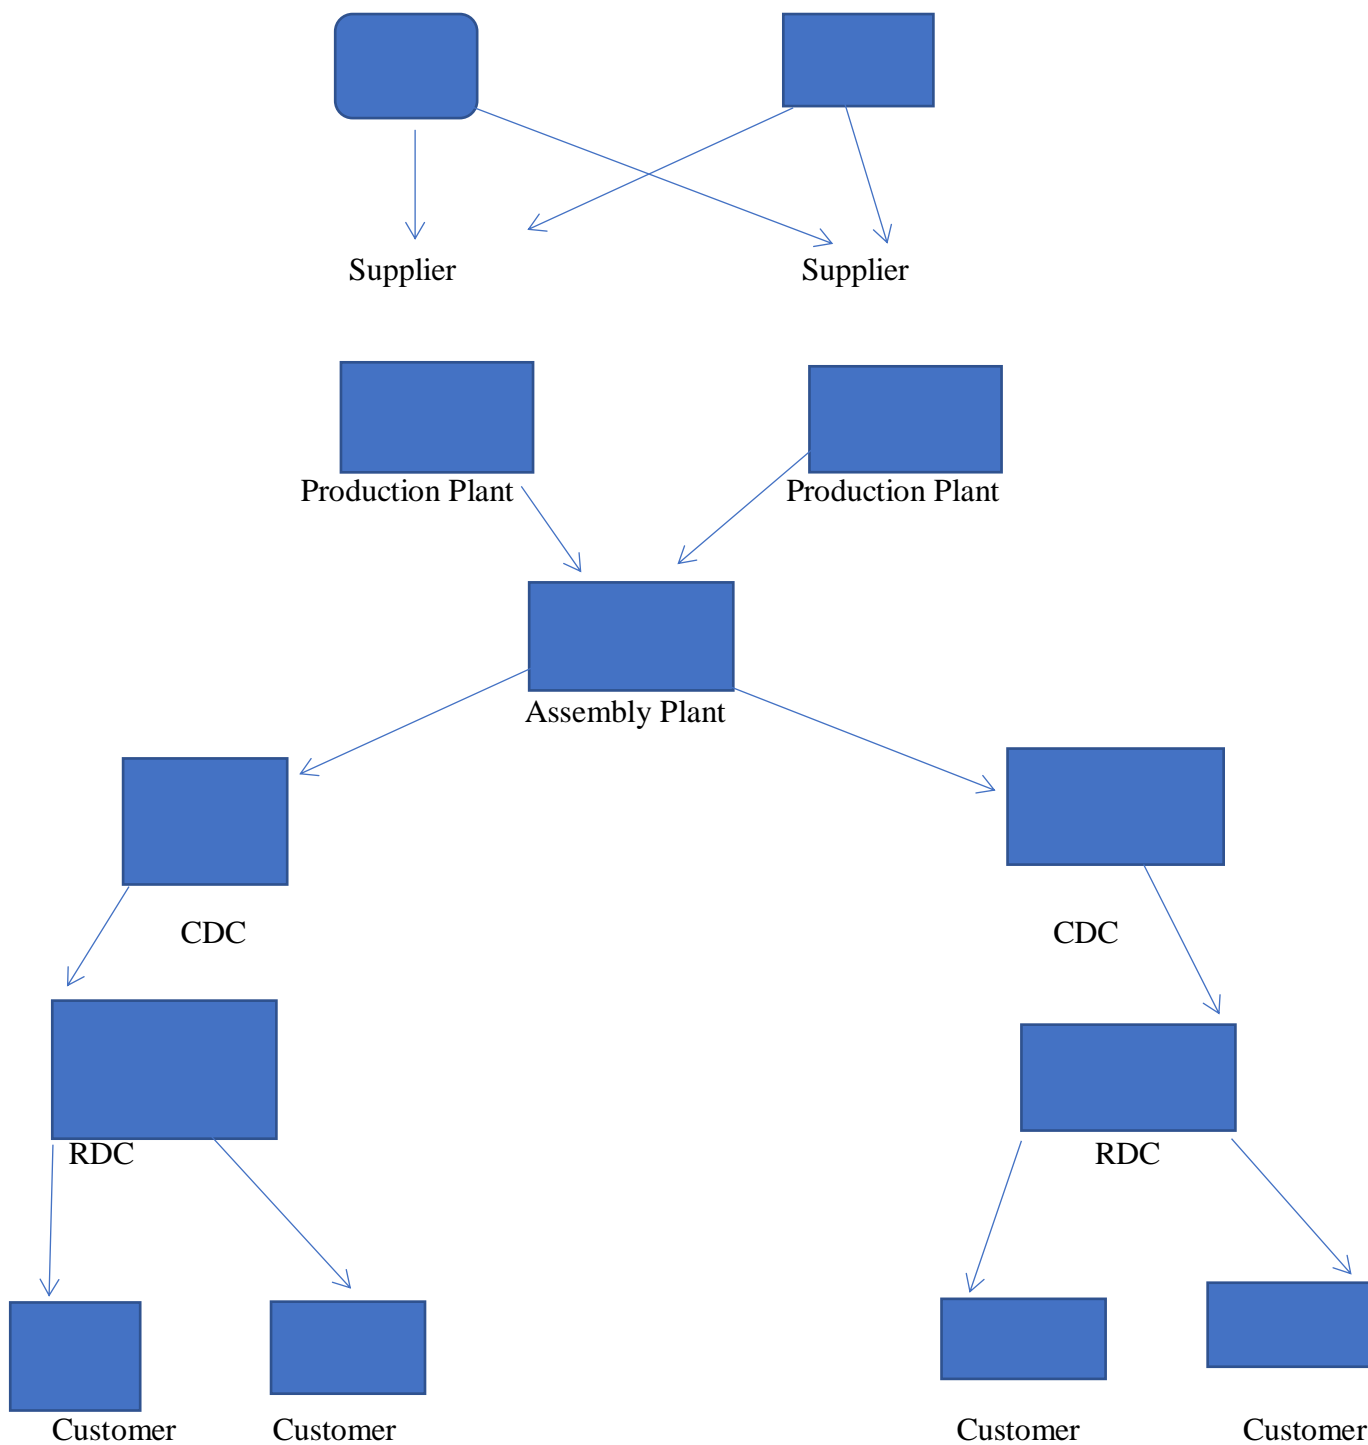 Supplier Supplier
Production Plant Production Plant
Assembly Plant
CDC CDC
RDC RDC
Customer Customer Customer Customer